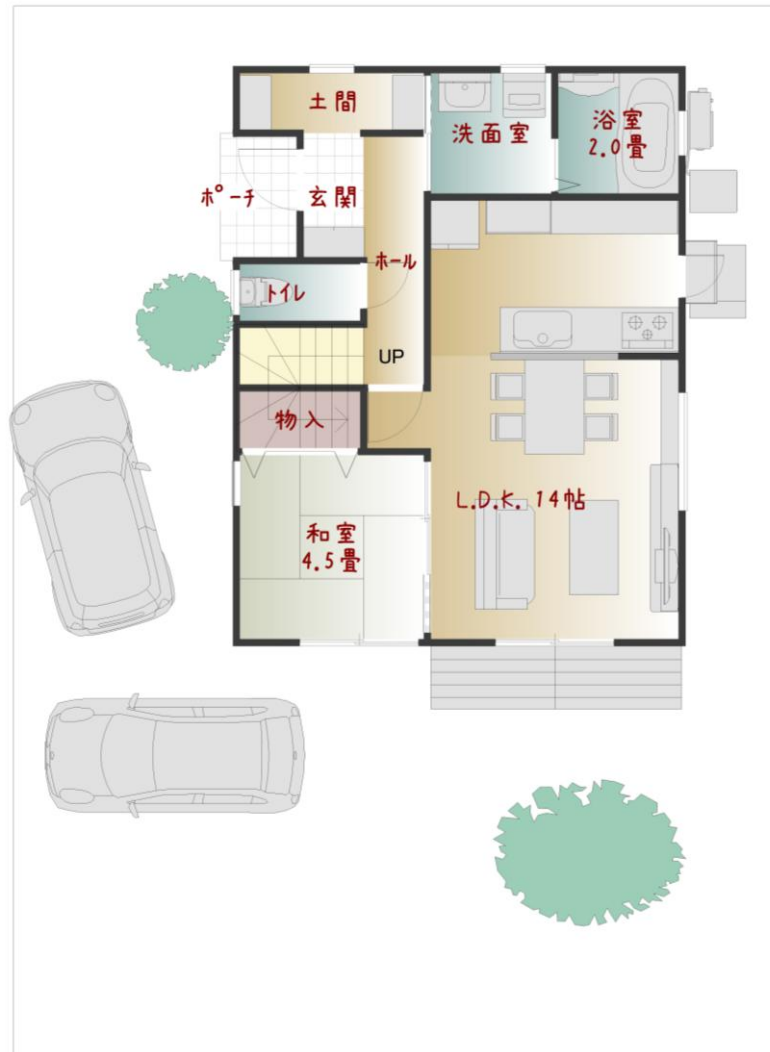 土間
洗面室
浴室
2.0畳
ポーチ
玄関
ホール
トイレ
UP
物入
L.D.K. 14帖
和室
4.5畳